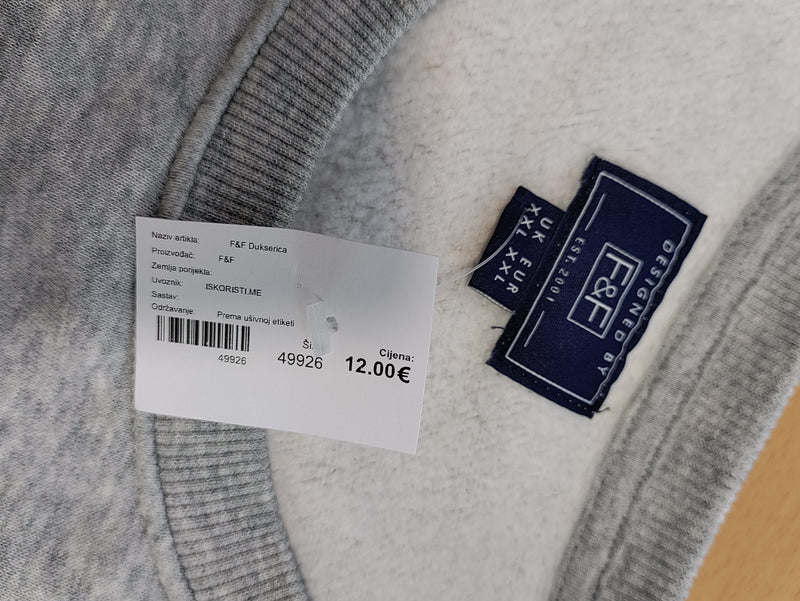 Naziv artikla: F&F Dukserica
Proizvođač: F&F
Zemlja porijekla:
Uvoznik: ISKORISTI.ME
Sastav:
Održavanje: Prema ušivnoj etiketi
49926
49926
Cijena:
12.00€
DESIGNED BY
F&F
EST. 2001
UK EUR
XXL XXL